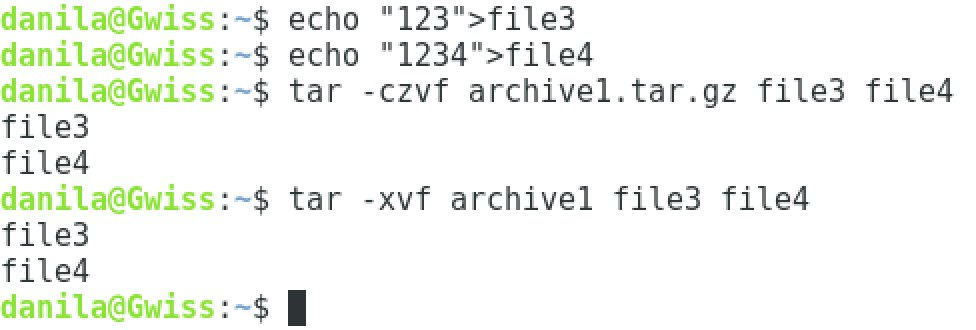 danila@Gwiss:~$ echo "123">file3
danila@Gwiss:~$ echo "1234">file4
danila@Gwiss:~$ tar -czvf archive1.tar.gz file3 file4
file3
file4
danila@Gwiss:~$ tar -xvf archive1 file3 file4
file3
file4
danila@Gwiss:~$